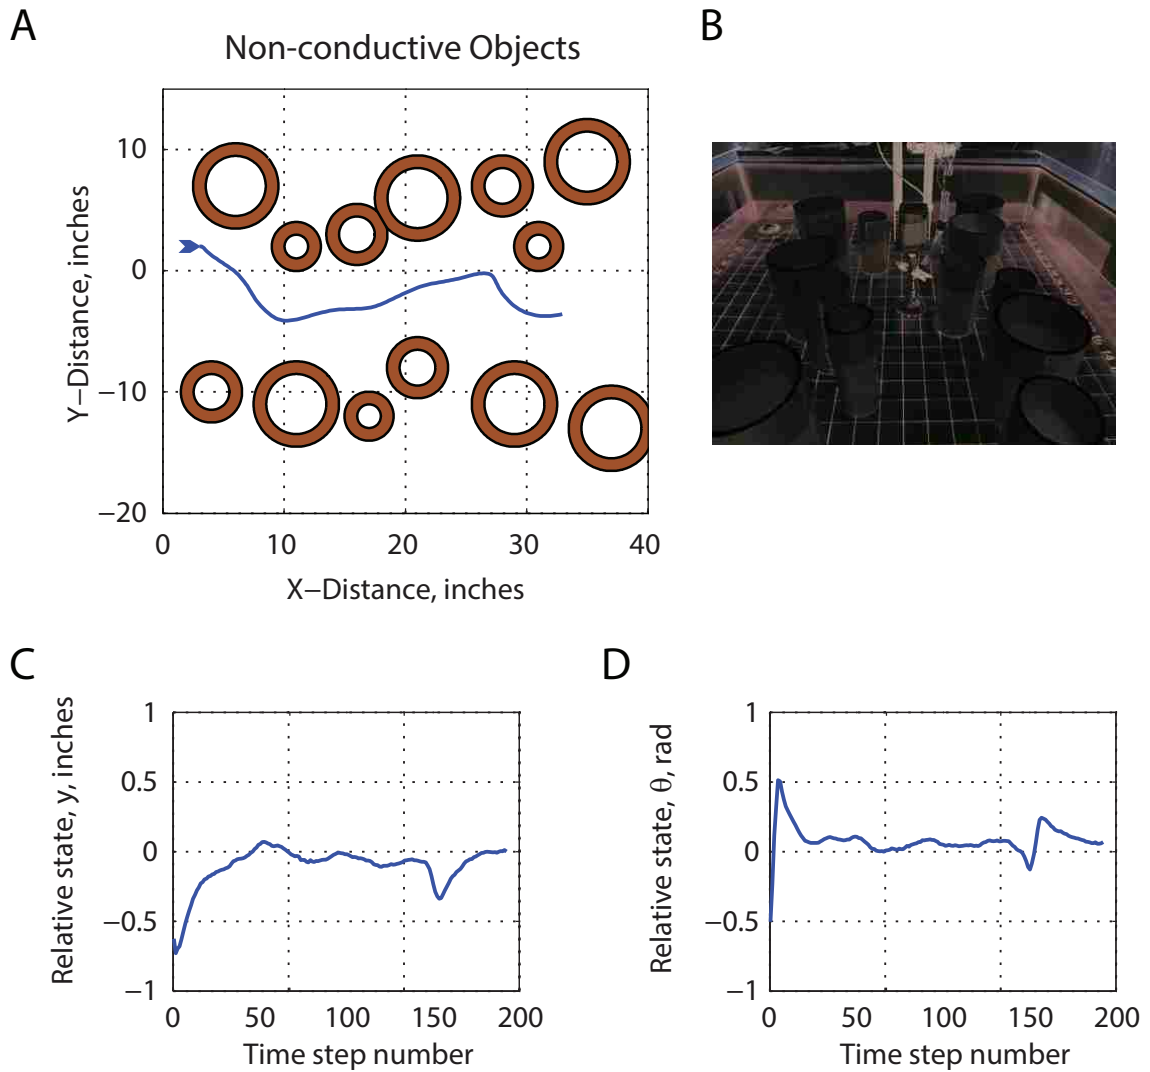 A
Non-conductive Objects
10
0
−10
−20
0 10 20 30 40
Y−Distance, inches
X−Distance, inches
B
C
1
0.5
0
−0.5
−1
0 50 100 150 200
Relative state, y, inches
Time step number
D
1
0.5
0
−0.5
−1
0 50 100 150 200
Relative state, θ, rad
Time step number